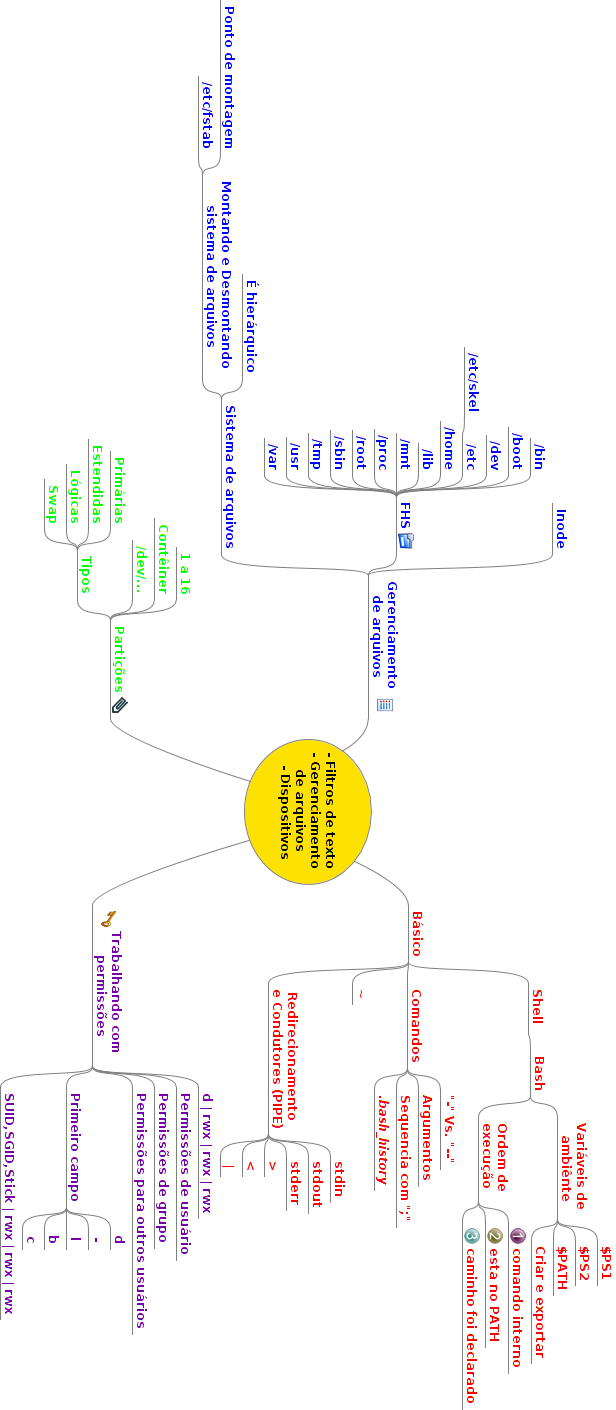 - Filtros de texto
- Gerenciamento
de arquivos
- Dispositivos
Básico
Shell
Bash
Variáveis de
ambiênte
$PS1
$PS2
$PATH
Criar e exportar
Ordem de
execução
1 comando interno
2 esta no PATH
3 caminho foi declarado
Comandos
"-" Vs. "--"
Argumentos
Sequencia com ";"
.bash_history
~
Redirecionamento
e Condutores (PIPE)
stdin
stdout
stderr
>
<
|
Trabalhando com
permissões
d | rwx | rwx | rwx
Permissões de usuário
Permissões de grupo
Permissões para outros usuários
Primeiro campo
d
-
l
b
c
SUID,SGID,Stick | rwx | rwx | rwx
Gerenciamento
de arquivos
Inode
FHS
/bin
/boot
/dev
/etc
/etc/skel
/home
/lib
/mnt
/proc
/root
/sbin
/tmp
/usr
/var
Sistema de arquivos
É hierárquico
Montando e Desmontando
sistema de arquivos
Ponto de montagem
/etc/fstab
Partições
1 a 16
Contêiner
/dev/...
Tipos
Primárias
Estendidas
Lógicas
Swap